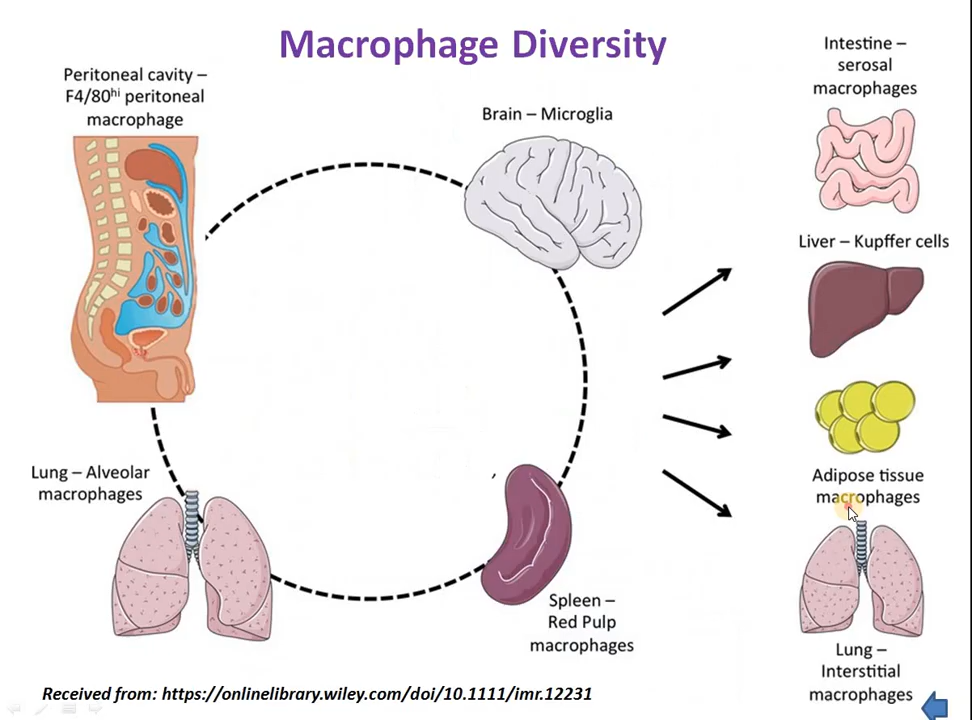 Macrophage Diversity
Peritoneal cavity –
F4/80hi peritoneal
macrophage
Brain – Microglia
Intestine –
serosal
macrophages
Liver – Kupffer cells
Adipose tissue
macrophages
Lung – Alveolar
macrophages
Spleen –
Red Pulp
macrophages
Lung –
Interstitial
macrophages
Received from: https://onlinelibrary.wiley.com/doi/10.1111/imr.12231